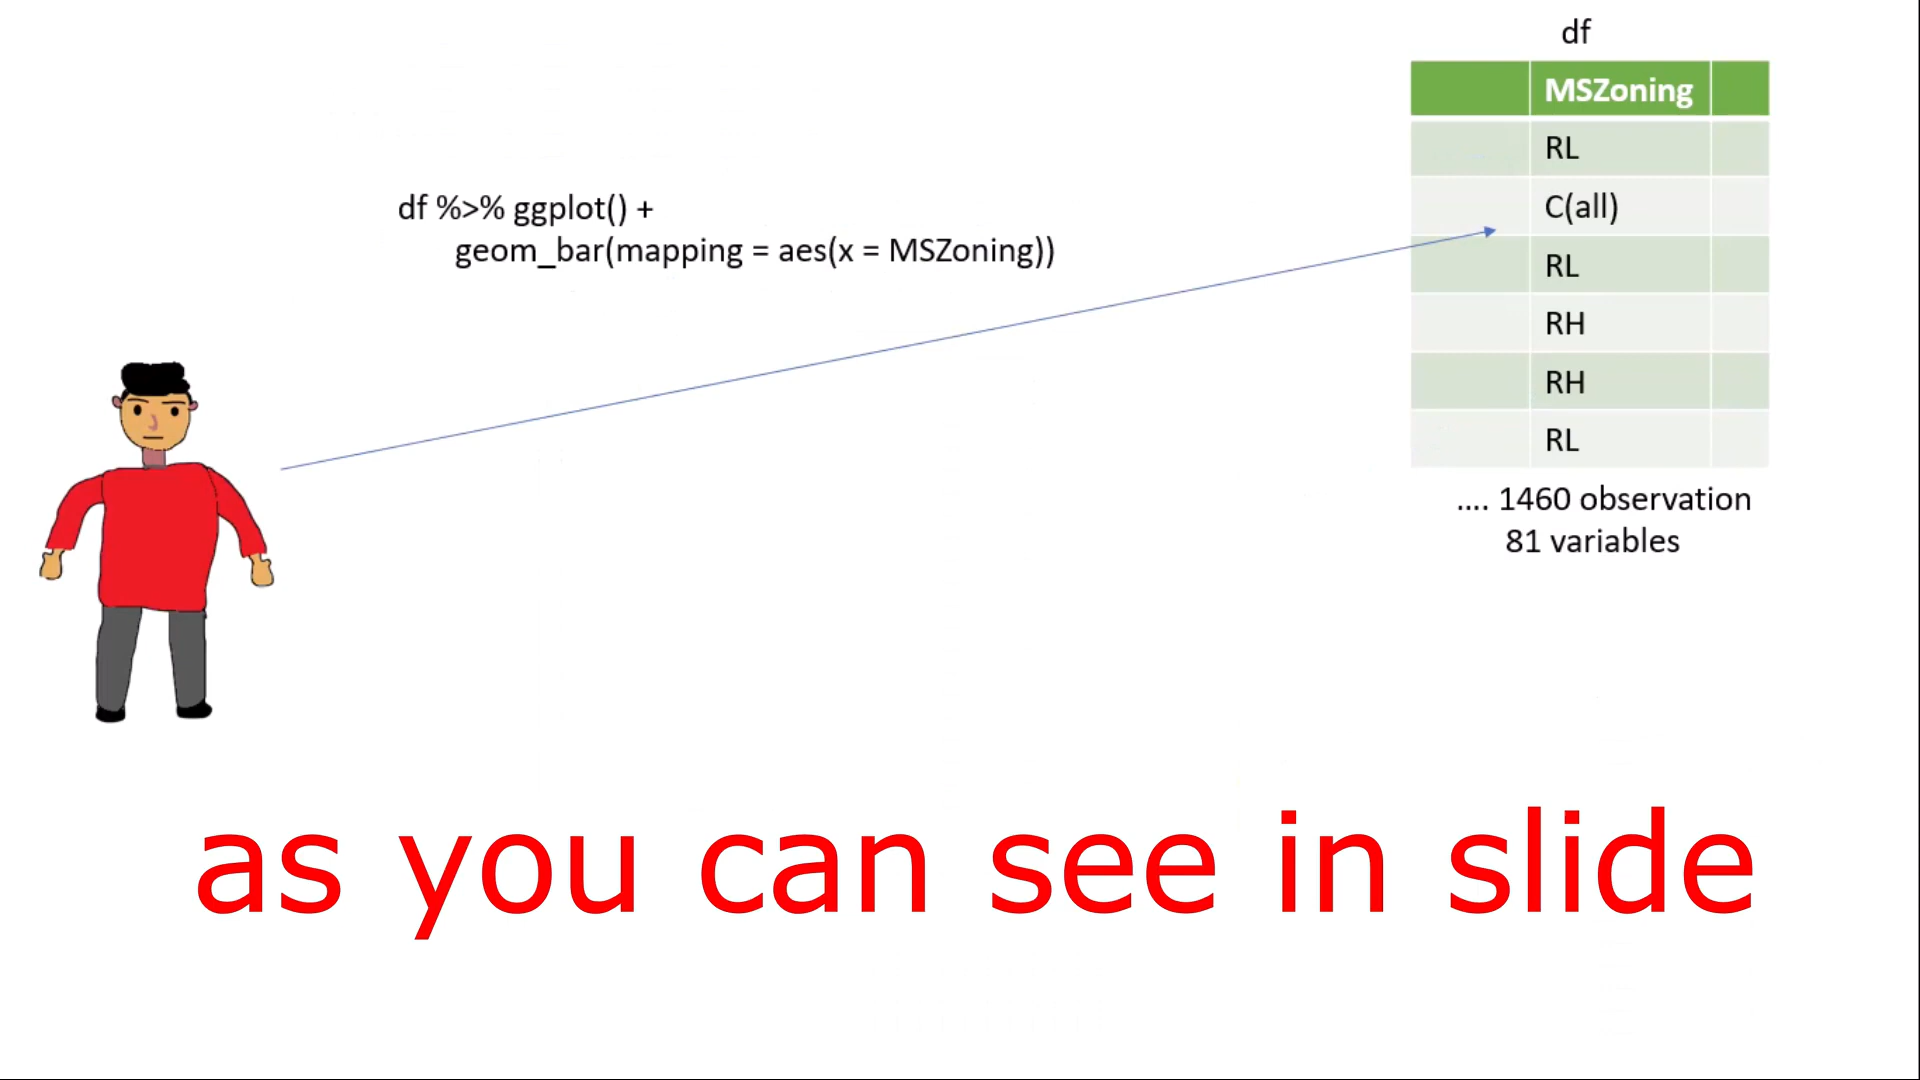 df
MSZoning
RL
C(all)
RL
RH
RH
RL
.... 1460 observation
81 variables
df %>% ggplot() +
geom_bar(mapping = aes(x = MSZoning))
as you can see in slide